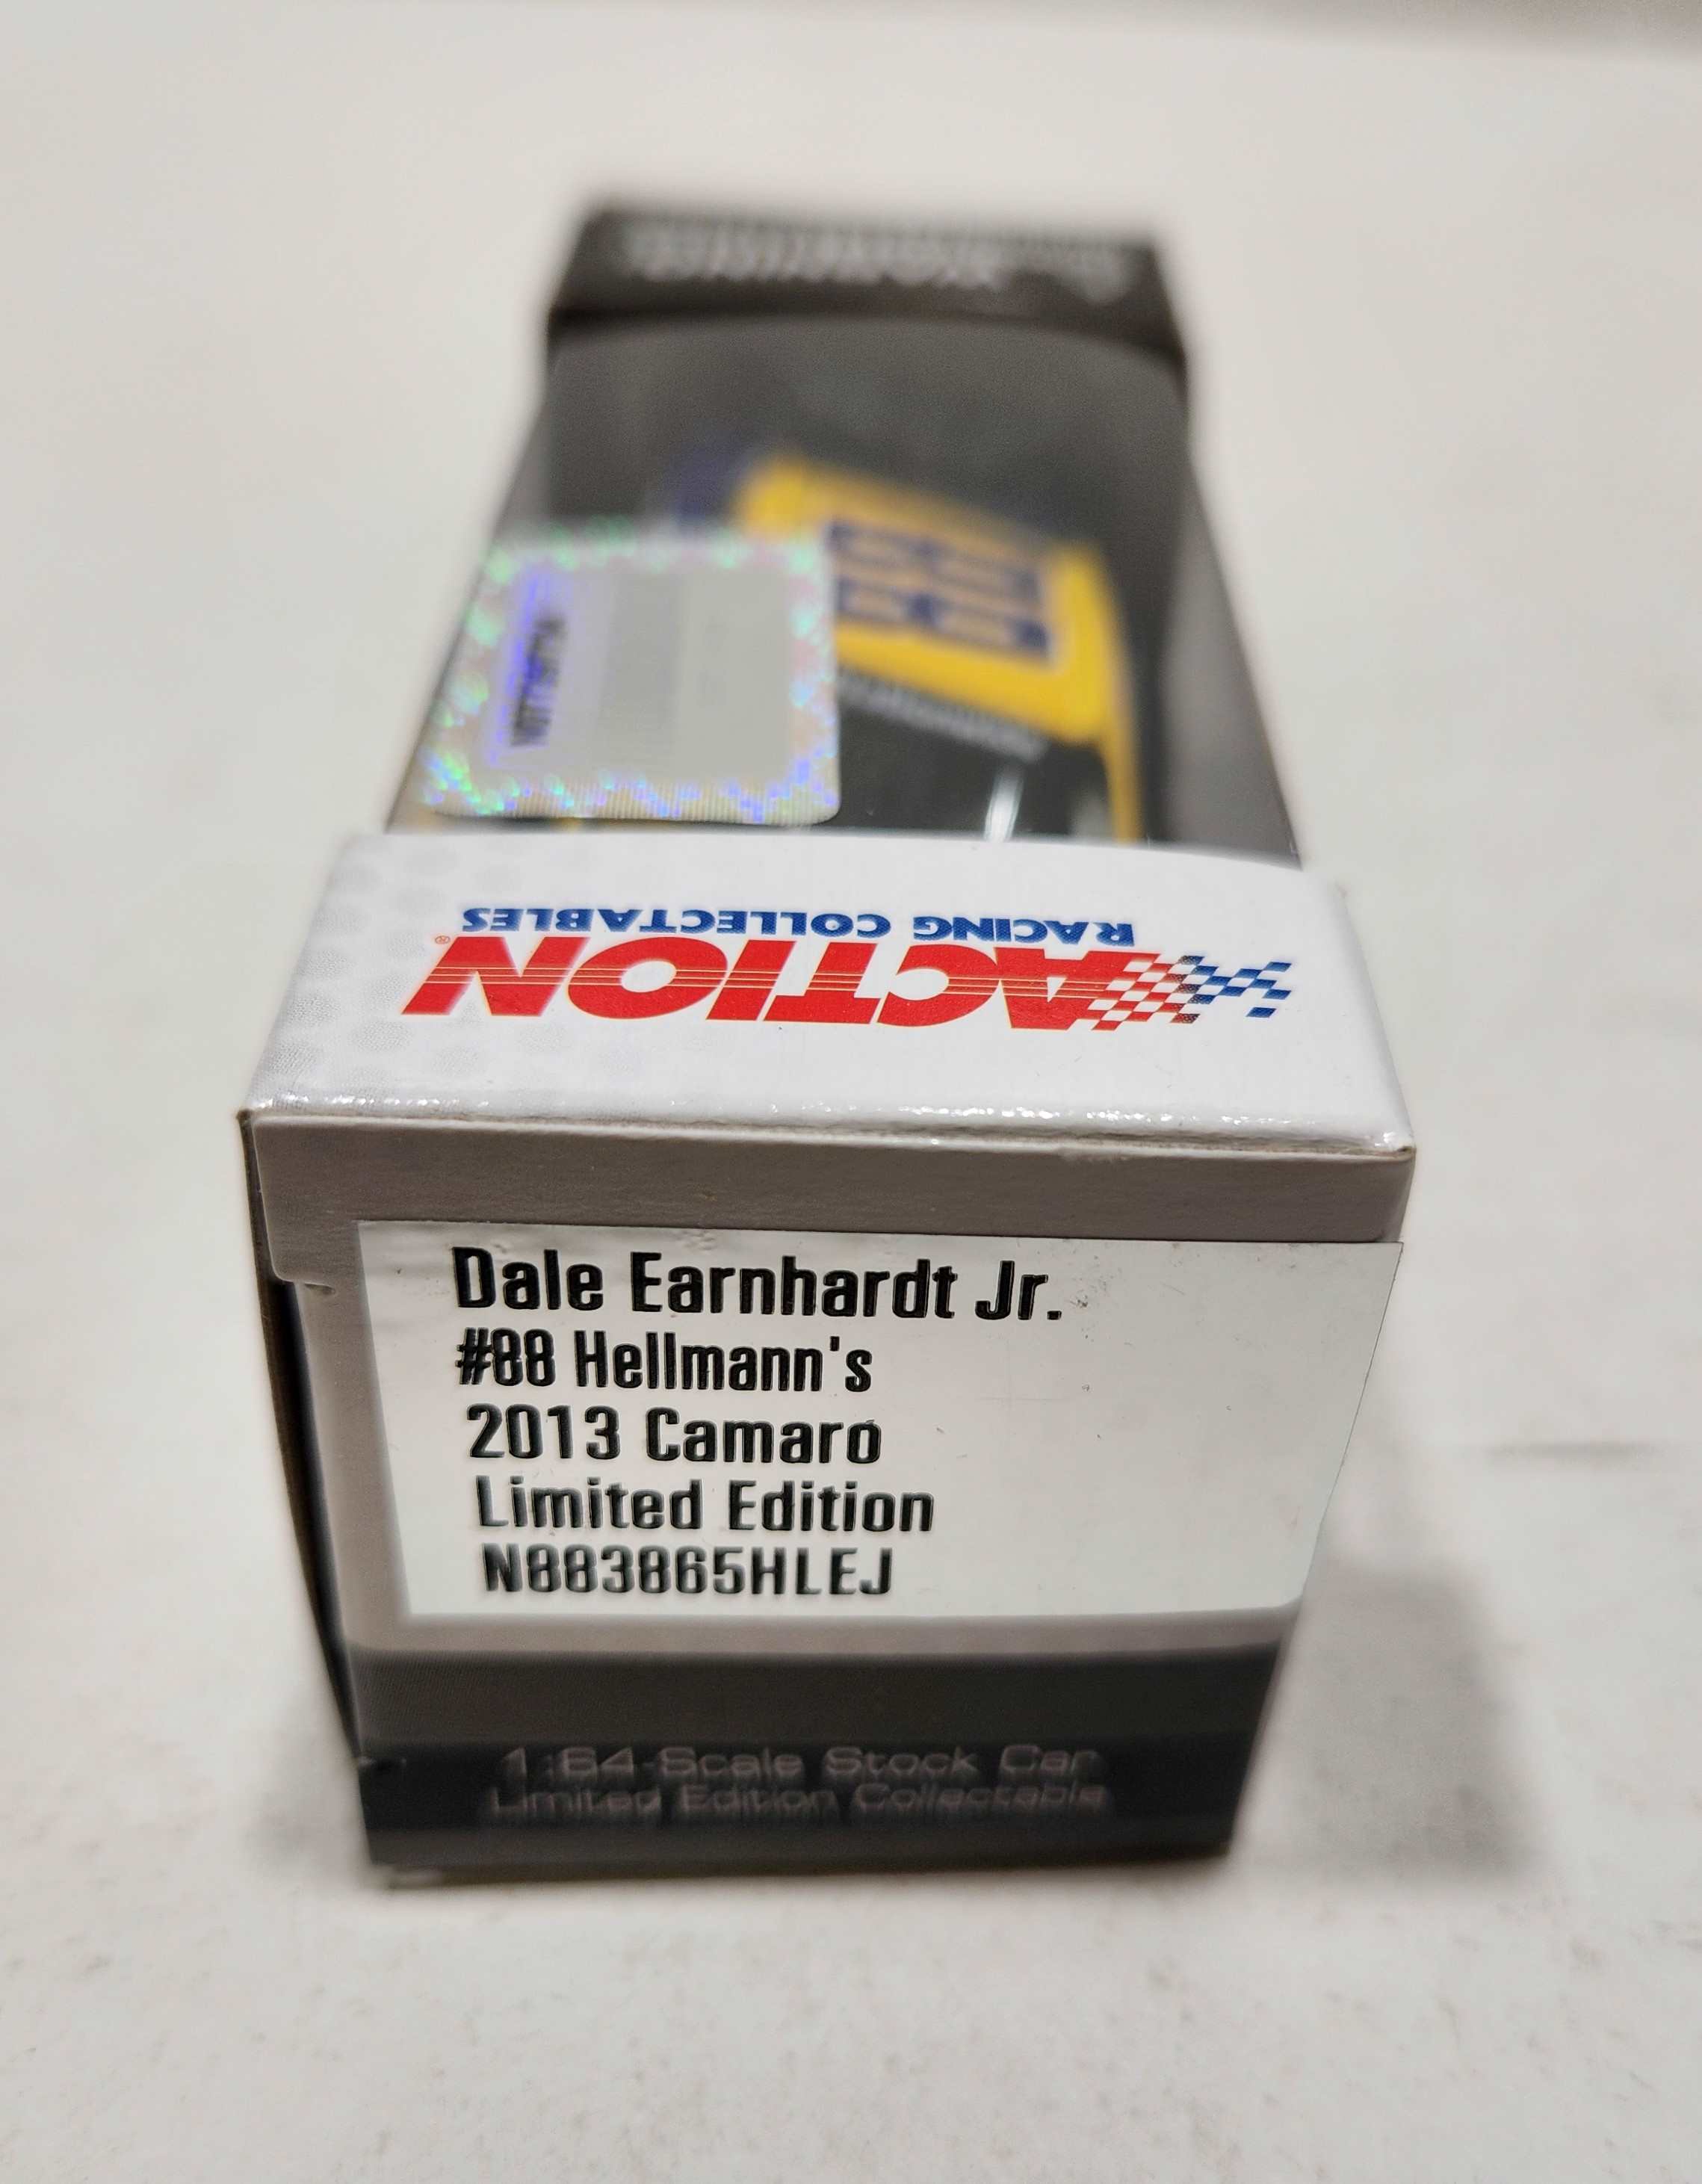 RACING COLLECTABLES
ACTION®
Dale Earnhardt Jr.
#88 Hellmann's
2013 Camaro
Limited Edition
N883865HLEJ
1:64-Scale Stock Car
Limited Edition Collectable
88